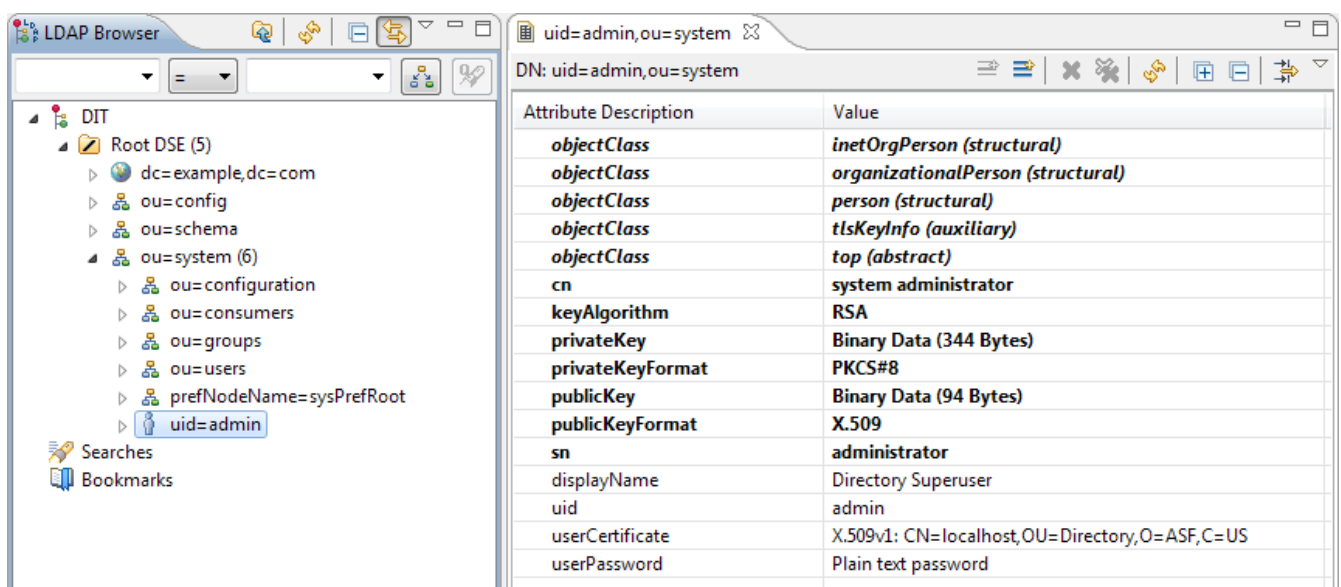 LDAP Browser
=
DIT
Root DSE (5)
dc=example,dc=com
ou=config
ou=schema
ou=system (6)
ou=configuration
ou=consumers
ou=groups
ou=users
prefNodeName=sysPrefRoot
uid=admin
Searches
Bookmarks
uid=admin,ou=system
DN: uid=admin,ou=system
Attribute Description Value
objectClass inetOrgPerson (structural)
objectClass organizationalPerson (structural)
objectClass person (structural)
objectClass tlsKeyInfo (auxiliary)
objectClass top (abstract)
cn system administrator
keyAlgorithm RSA
privateKey Binary Data (344 Bytes)
privateKeyFormat PKCS#8
publicKey Binary Data (94 Bytes)
publicKeyFormat X.509
sn administrator
displayName Directory Superuser
uid admin
userCertificate X.509v1: CN=localhost,OU=Directory,O=ASF,C=US
userPassword Plain text password